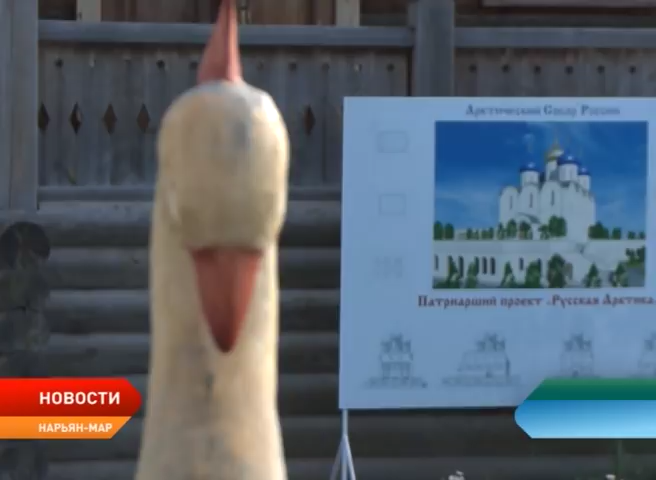 Арктический Собор России
Патриарший проект „Русская Арктика„
НОВОСТИ
НАРЬЯН-МАР